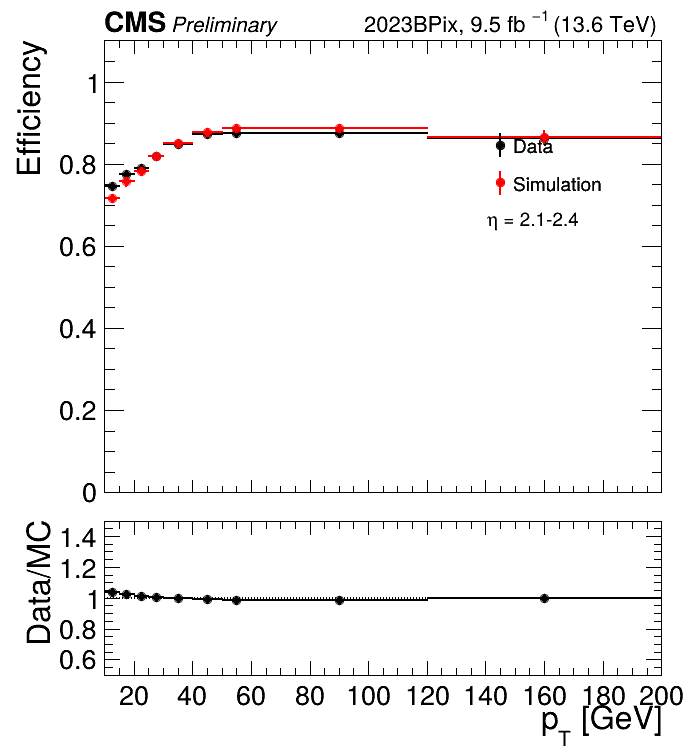 CMS Preliminary 2023BPix, 9.5 fb⁻¹ (13.6 TeV)
Efficiency
1
0.8
0.6
0.4
0.2
0
Data
Simulation
η = 2.1-2.4
Data/MC
1.4
1.2
1
0.8
0.6
20 40 60 80 100 120 140 160 180 200
p_T [GeV]